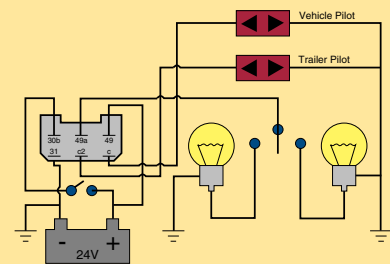 Vehicle Pilot
Trailer Pilot
30b 49a 49
31 c2 c
- +
24V